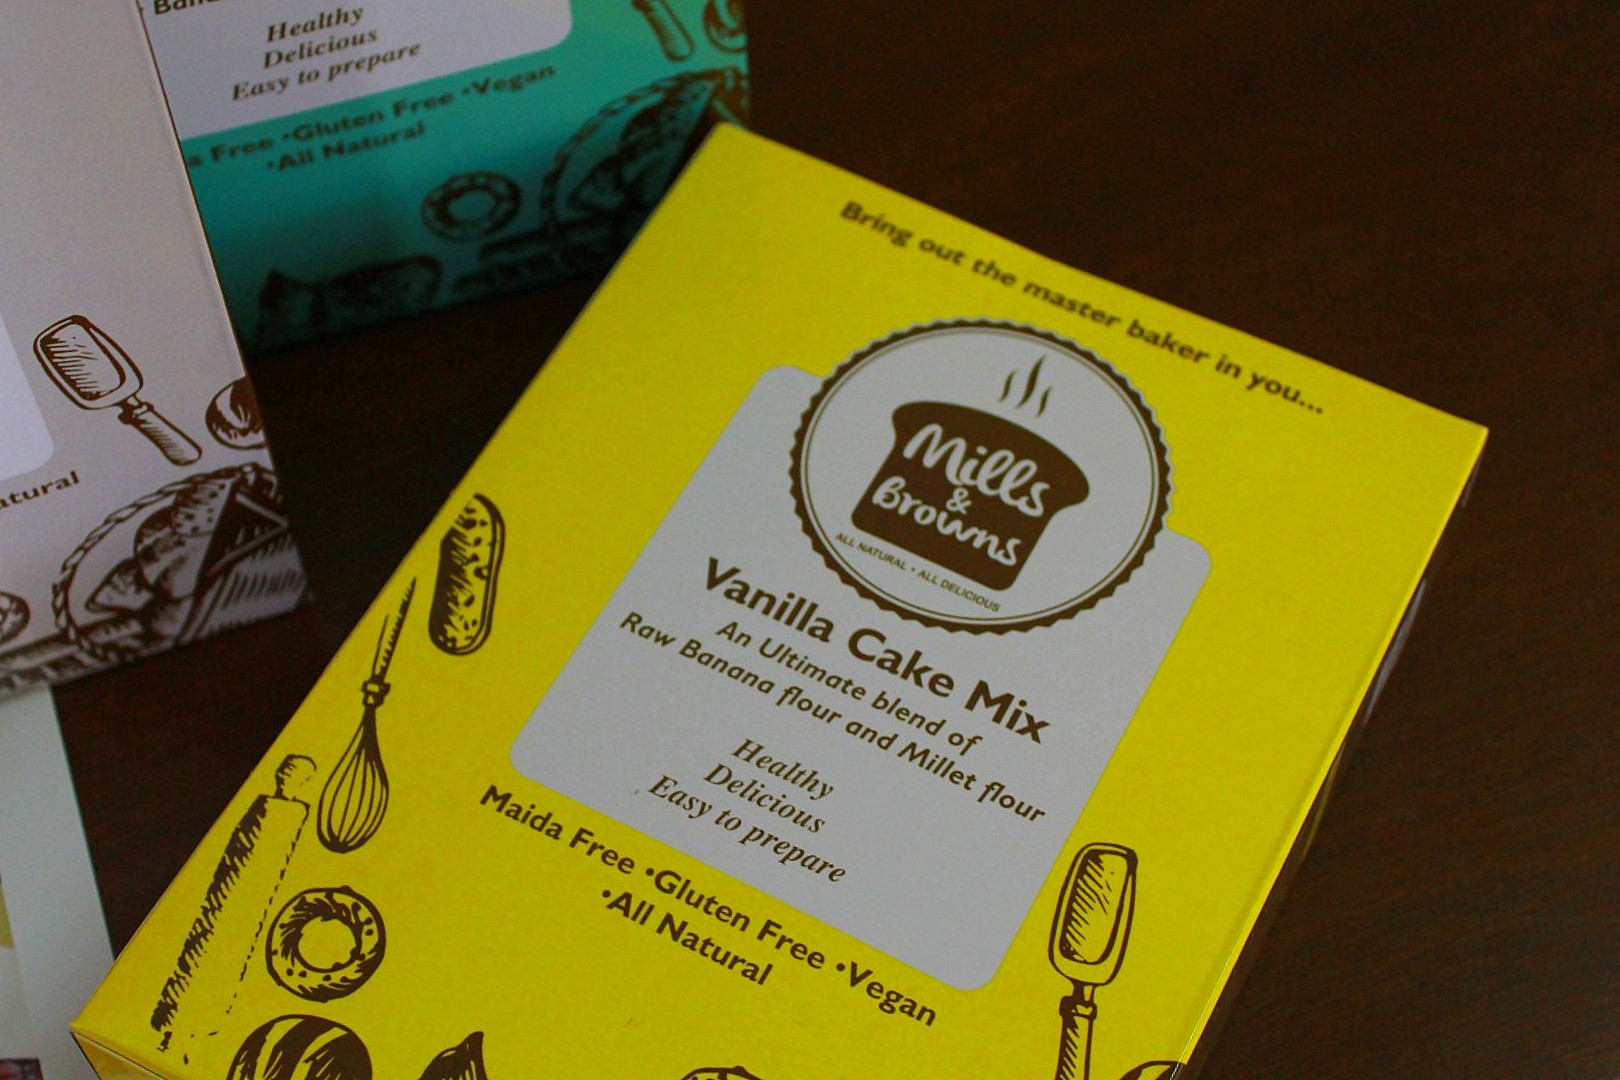 Healthy
Delicious
Easy to prepare
Free •Gluten Free •Vegan
•All Natural
Bring out the master baker in you...
Mills
&
Browns
ALL NATURAL • ALL DELICIOUS
Vanilla Cake Mix
An Ultimate blend of
Raw Banana flour and Millet flour
Healthy
Delicious
Easy to prepare
Maida Free •Gluten Free •Vegan
•All Natural